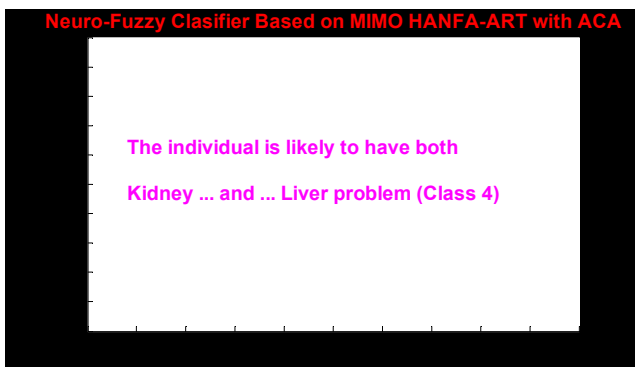 Neuro-Fuzzy Clasifier Based on MIMO HANFA-ART with ACA
The individual is likely to have both
Kidney ... and ... Liver problem (Class 4)